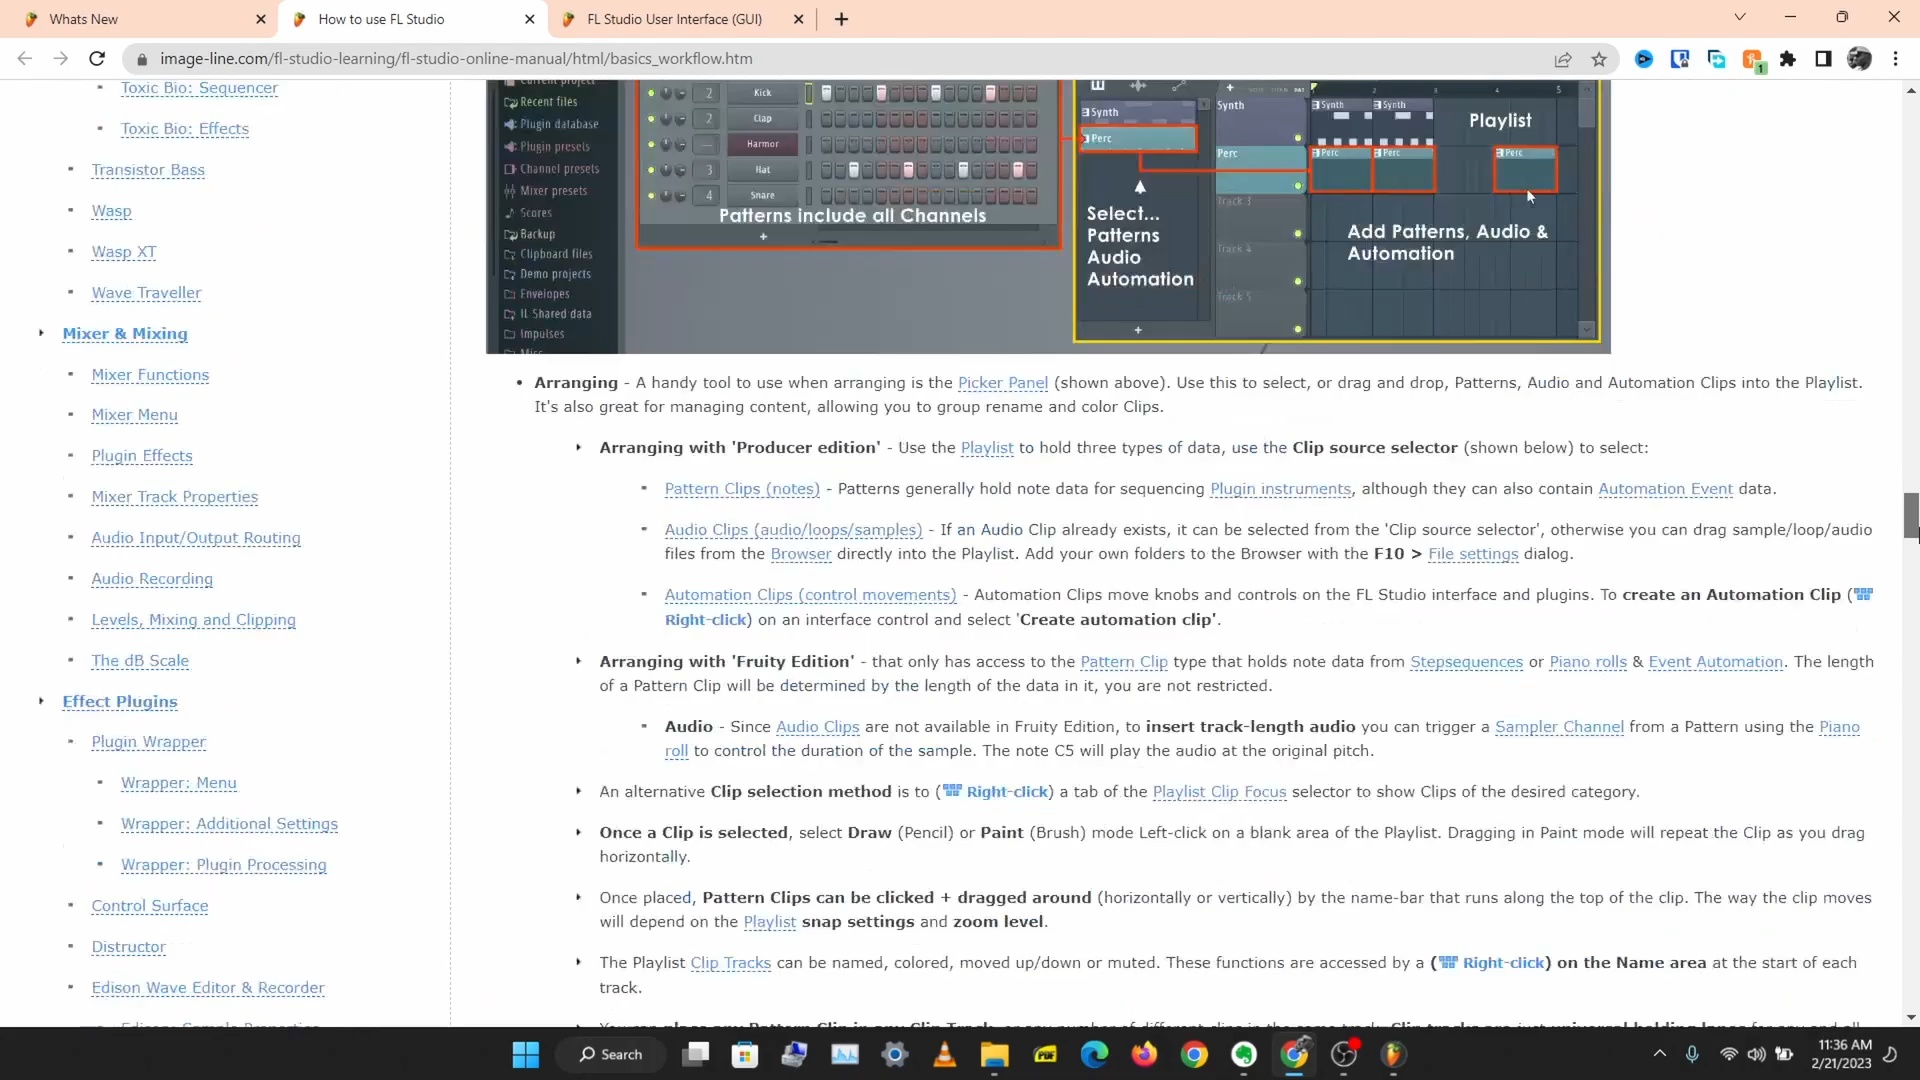 Whats New
How to use FL Studio
FL Studio User Interface (GUI)
image-line.com/fl-studio-learning/fl-studio-online-manual/html/basics_workflow.htm
1
Toxic Bio: Sequencer
Toxic Bio: Effects
Transistor Bass
Wasp
Wasp XT
Wave Traveller
Mixer & Mixing
Mixer Functions
Mixer Menu
Plugin Effects
Mixer Track Properties
Audio Input/Output Routing
Audio Recording
Levels, Mixing and Clipping
The dB Scale
Effect Plugins
Plugin Wrapper
Wrapper: Menu
Wrapper: Additional Settings
Wrapper: Plugin Processing
Control Surface
Distructor
Edison Wave Editor & Recorder
Current project
Recent files
Plugin database
Plugin presets
Channel presets
Mixer presets
Scores
Backup
Clipboard files
Demo projects
Envelopes
IL Shared data
Impulses
Misc
2 Kick
2 Clap
Harmor
3 Hat
4 Snare
Patterns include all Channels
+
Synth
Perc
Select...
Patterns
Audio
Automation
+
2 3 4 5
Synth Synth Synth
Playlist
Perc Perc Perc Perc
Track 3
Track 4
Track 5
Add Patterns, Audio &
Automation
• Arranging - A handy tool to use when arranging is the Picker Panel (shown above). Use this to select, or drag and drop, Patterns, Audio and Automation Clips into the Playlist.
It's also great for managing content, allowing you to group rename and color Clips.
Arranging with 'Producer edition' - Use the Playlist to hold three types of data, use the Clip source selector (shown below) to select:
Pattern Clips (notes) - Patterns generally hold note data for sequencing Plugin instruments, although they can also contain Automation Event data.
Audio Clips (audio/loops/samples) - If an Audio Clip already exists, it can be selected from the 'Clip source selector', otherwise you can drag sample/loop/audio
files from the Browser directly into the Playlist. Add your own folders to the Browser with the F10 > File settings dialog.
Automation Clips (control movements) - Automation Clips move knobs and controls on the FL Studio interface and plugins. To create an Automation Clip (
Right-click) on an interface control and select 'Create automation clip'.
Arranging with 'Fruity Edition' - that only has access to the Pattern Clip type that holds note data from Stepsequences or Piano rolls & Event Automation. The length
of a Pattern Clip will be determined by the length of the data in it, you are not restricted.
Audio - Since Audio Clips are not available in Fruity Edition, to insert track-length audio you can trigger a Sampler Channel from a Pattern using the Piano
roll to control the duration of the sample. The note C5 will play the audio at the original pitch.
An alternative Clip selection method is to (Right-click) a tab of the Playlist Clip Focus selector to show Clips of the desired category.
Once a Clip is selected, select Draw (Pencil) or Paint (Brush) mode Left-click on a blank area of the Playlist. Dragging in Paint mode will repeat the Clip as you drag
horizontally.
Once placed, Pattern Clips can be clicked + dragged around (horizontally or vertically) by the name-bar that runs along the top of the clip. The way the clip moves
will depend on the Playlist snap settings and zoom level.
The Playlist Clip Tracks can be named, colored, moved up/down or muted. These functions are accessed by a (Right-click) on the Name area at the start of each
track.
Search
PDF
11:36 AM
2/21/2023